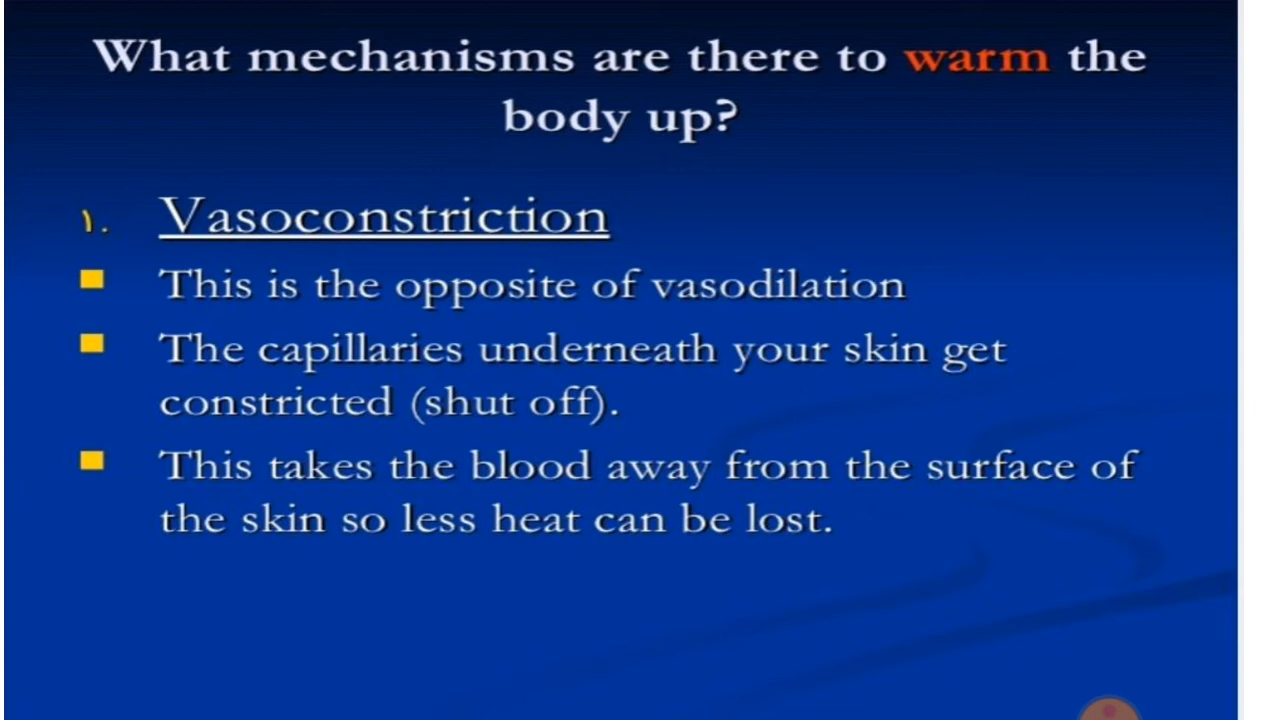 What mechanisms are there to warm the
body up?
١. Vasoconstriction
This is the opposite of vasodilation
The capillaries underneath your skin get
constricted (shut off).
This takes the blood away from the surface of
the skin so less heat can be lost.